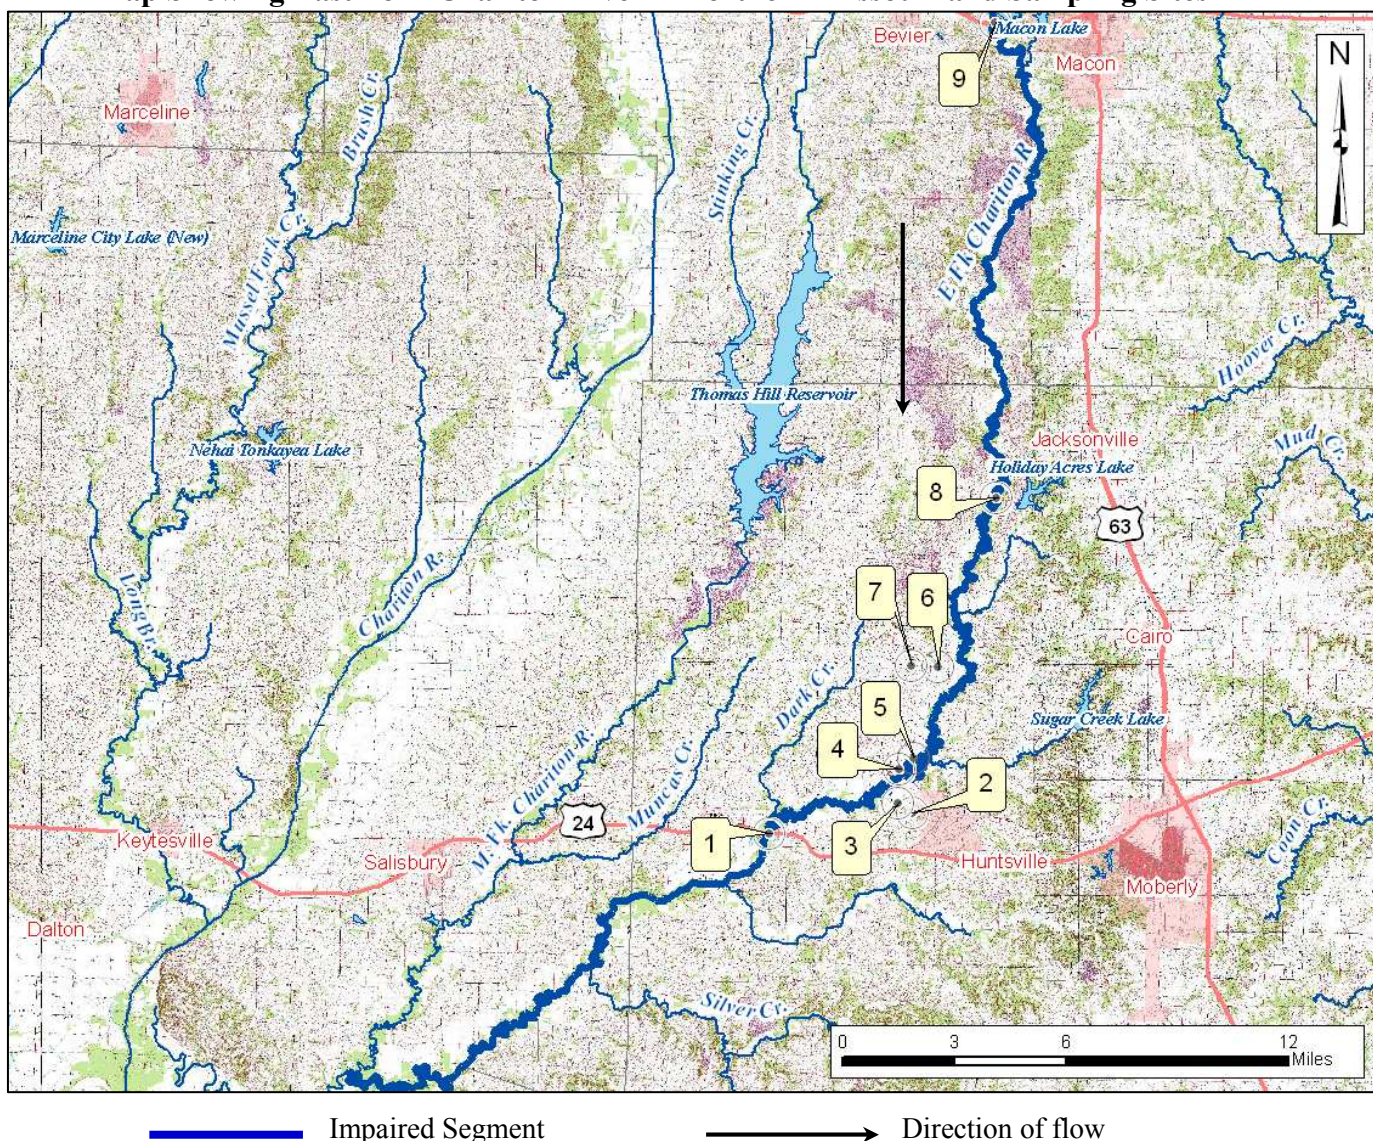 Bevier
Macon Lake
Macon
9
N
Marceline
Brush Cr.
Stinking Cr.
E Fk Chariton R.
Marceline City Lake (New)
Mussel Fork Cr.
Hoover Cr.
Thomas Hill Reservoir
Jacksonville
Nehai Tonkayea Lake
Holiday Acres Lake
Mud Cr.
8
63
Long Br.
Chariton R.
7
6
Cairo
Dark Cr.
5
Sugar Creek Lake
4
2
M. Fk. Chariton R.
Muncas Cr.
24
Keytesville
1
3
Salisbury
Huntsville
Coon Cr.
Moberly
Dalton
Silver Cr.
0 3 6 12
Miles
Impaired Segment
Direction of flow